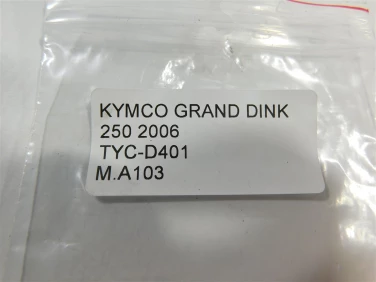 KYMCO GRAND DINK
250 2006
TYC-D401
M.A103